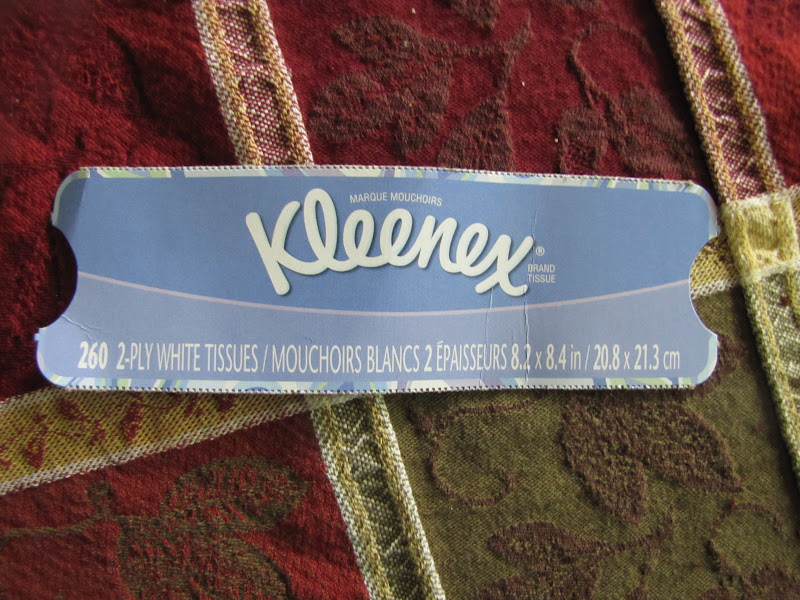 MARQUE MOUCHOIRS
Kleenex®
BRAND
TISSUE
260 2-PLY WHITE TISSUES / MOUCHOIRS BLANCS 2 ÉPAISSEURS 8.2 x 8.4 in / 20.8 x 21.3 cm